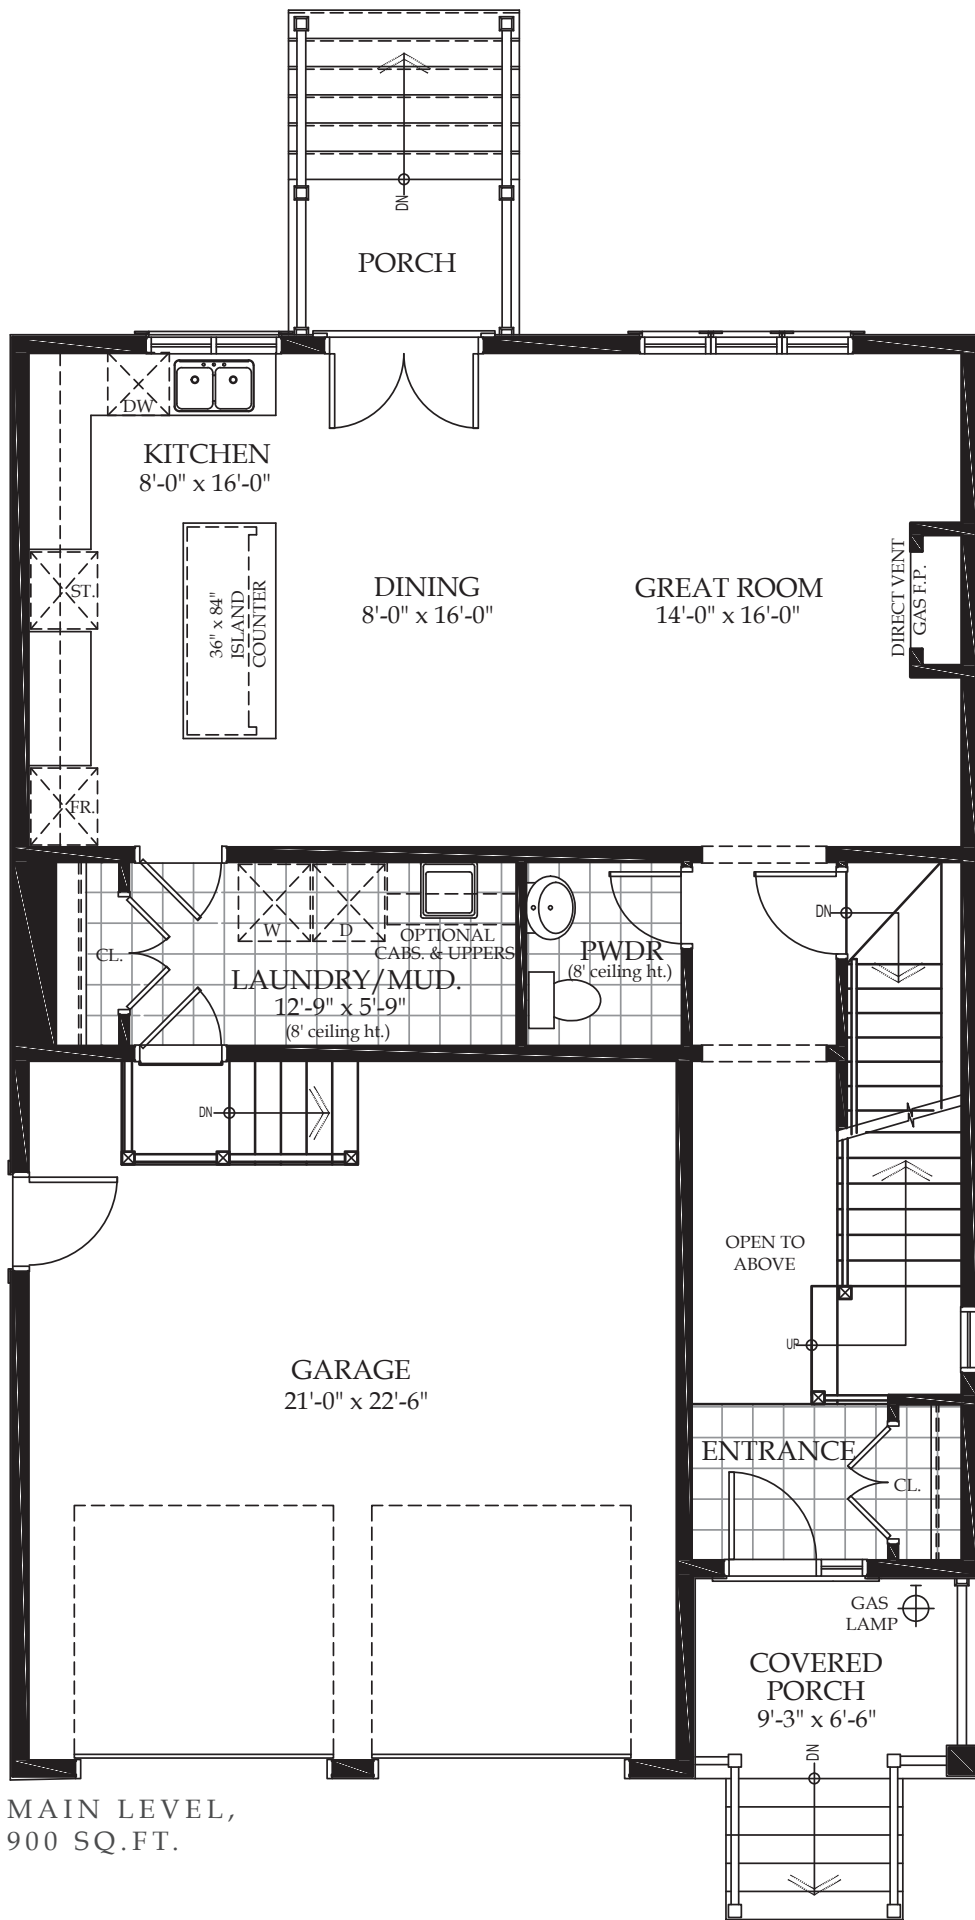 DN
PORCH
DW
KITCHEN
8'-0" x 16'-0"
ST.
36" x 84"
ISLAND
COUNTER
DINING
8'-0" x 16'-0"
GREAT ROOM
14'-0" x 16'-0"
DIRECT VENT
GAS F.P.
FR.
CL.
W
D
OPTIONAL
CABS. & UPPERS
LAUNDRY/MUD.
12'-9" x 5'-9"
(8' ceiling ht.)
PWDR
(8' ceiling ht.)
DN
DN
OPEN TO
ABOVE
UP
GARAGE
21'-0" x 22'-6"
ENTRANCE
CL.
GAS
LAMP
COVERED
PORCH
9'-3" x 6'-6"
DN
MAIN LEVEL,
900 SQ.FT.